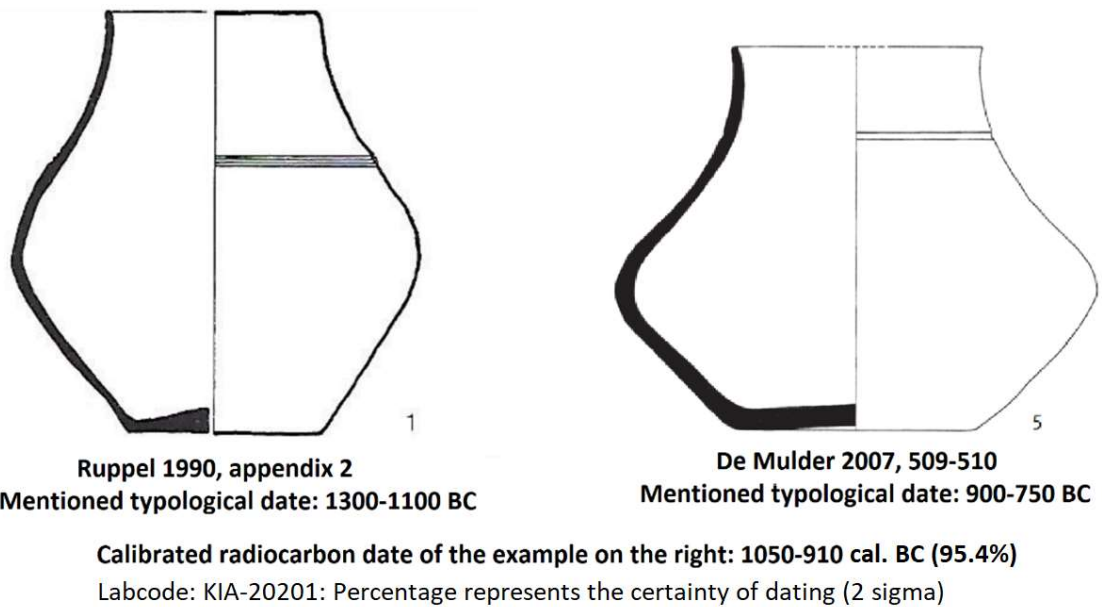 1
Ruppel 1990, appendix 2
Mentioned typological date: 1300-1100 BC
5
De Mulder 2007, 509-510
Mentioned typological date: 900-750 BC
Calibrated radiocarbon date of the example on the right: 1050-910 cal. BC (95.4%)
Labcode: KIA-20201: Percentage represents the certainty of dating (2 sigma)